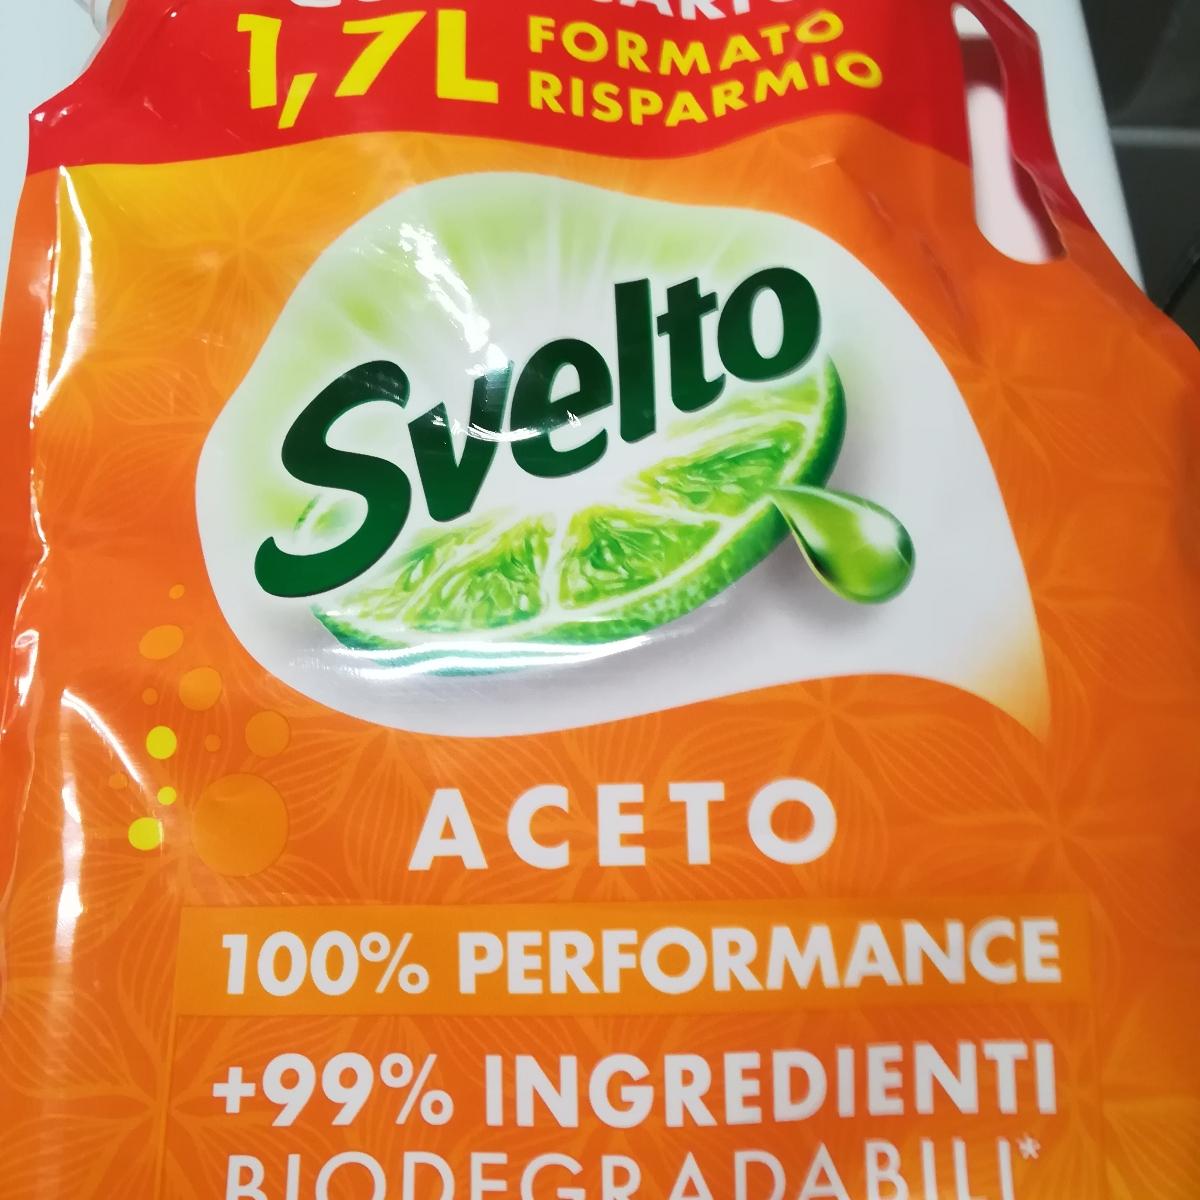 1,7L FORMATO
RISPARMIO
Svelto
ACETO
100% PERFORMANCE
+99% INGREDIENTI
BIODEGRADABILI*